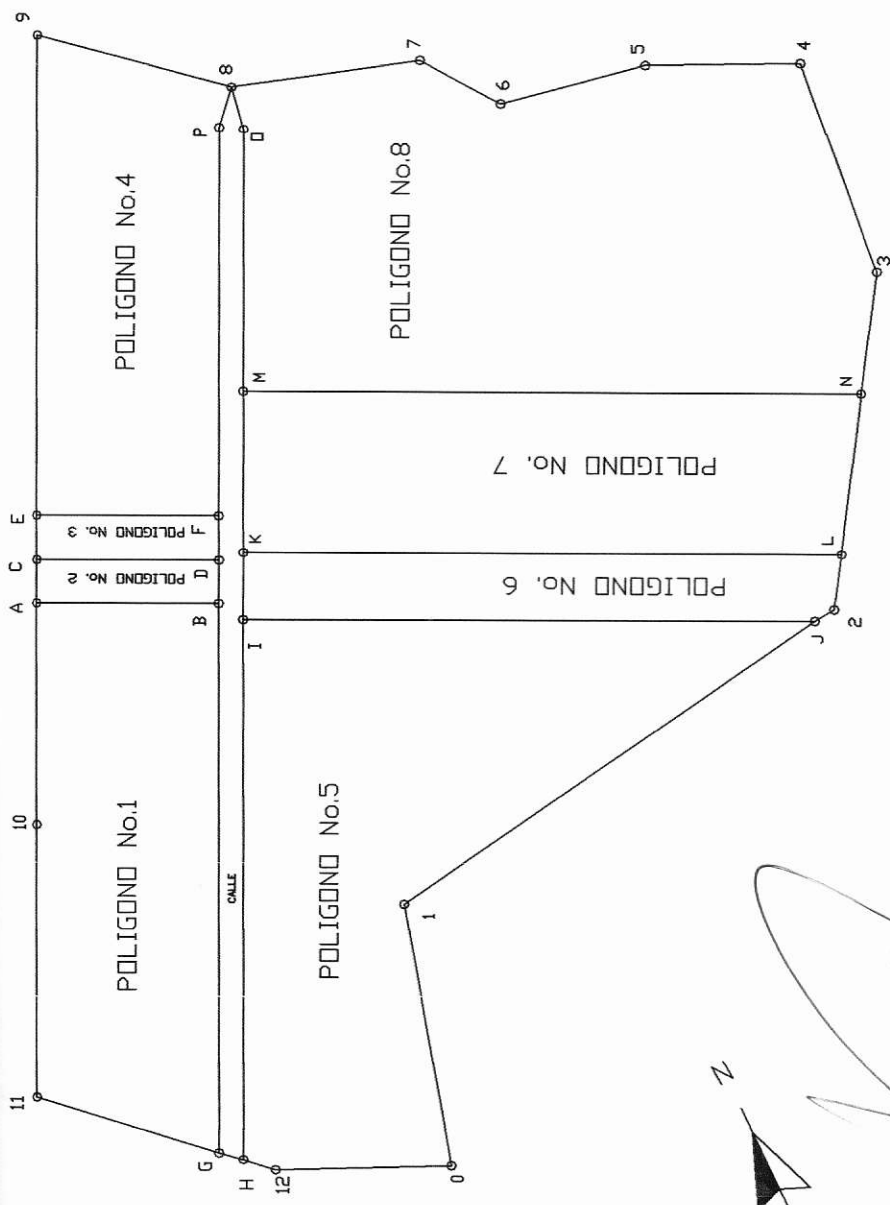 11
10
A
C
E
9
POLIGONO No.1
POLIGONO No. 2
POLIGONO No. 3
POLIGONO No.4
G
B
D
F
P
8
CALLE
H
I
K
M
O
12
POLIGONO No.5
POLIGONO No. 6
POLIGONO No. 7
POLIGONO No.8
7
6
5
4
0
1
J
2
L
N
3
N